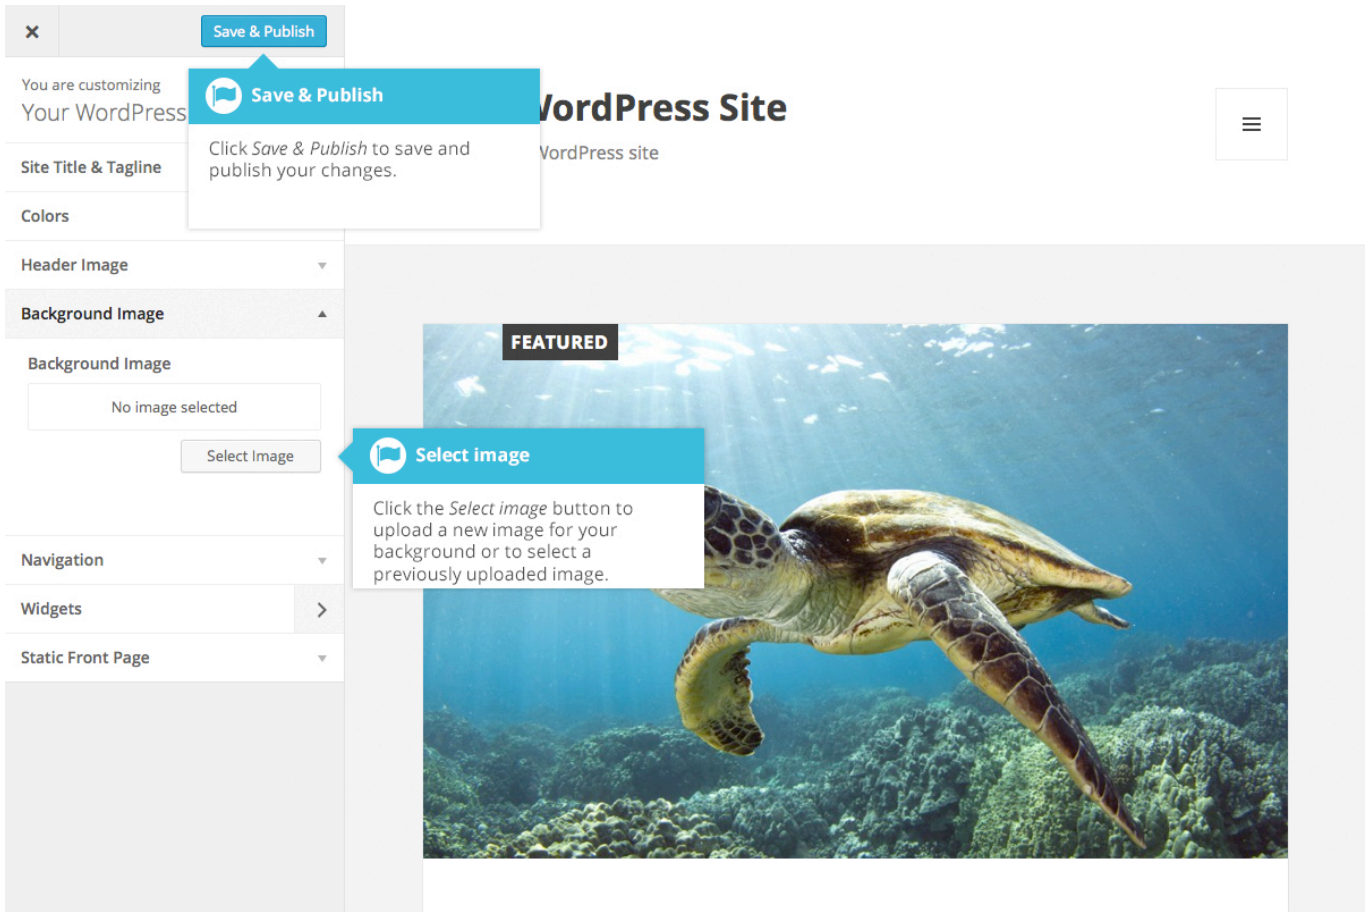 Save & Publish
You are customizing
Your WordPress
Save & Publish
Click Save & Publish to save and
publish your changes.
WordPress Site
WordPress site
Site Title & Tagline
Colors
Header Image
Background Image
Background Image
No image selected
Select Image
FEATURED
Select image
Click the Select image button to
upload a new image for your
background or to select a
previously uploaded image.
Navigation
Widgets
Static Front Page